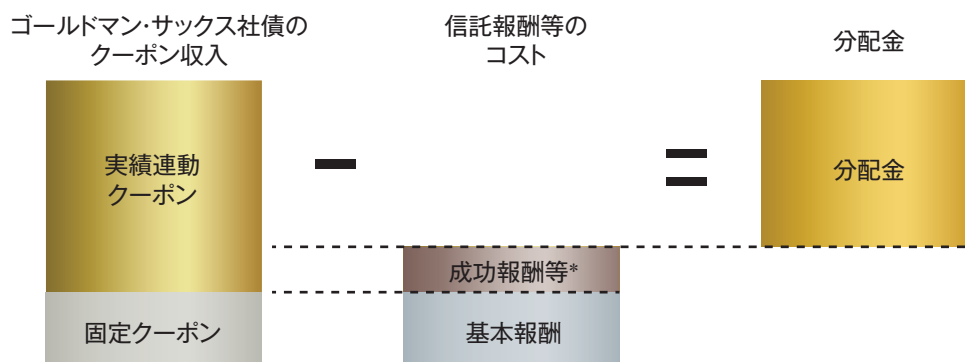 ゴールドマン・サックス社債の
クーポン収入
信託報酬等の
コスト
分配金
実績連動
クーポン
分配金
成功報酬等*
固定クーポン
基本報酬